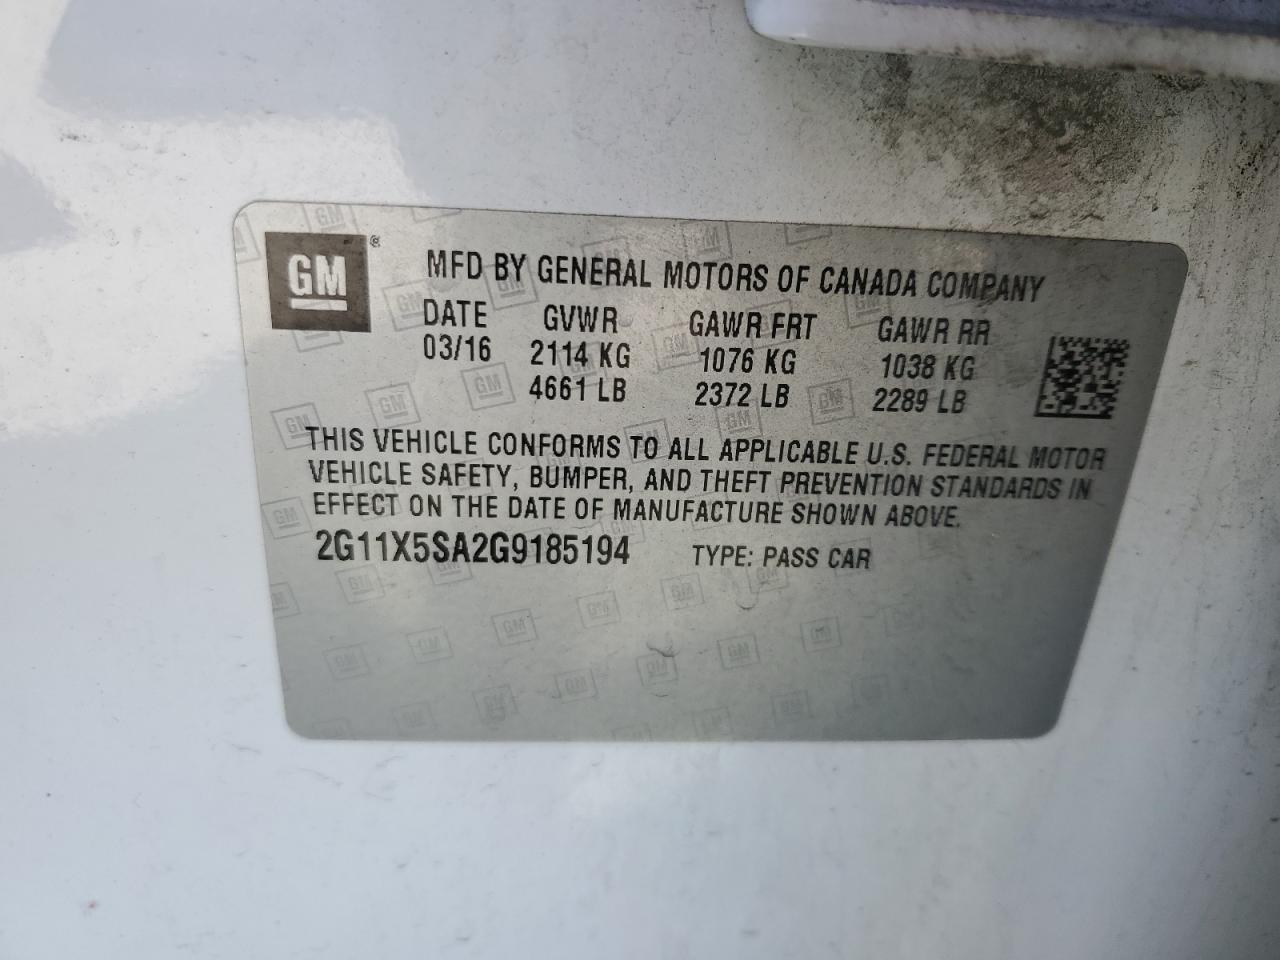 GM ®
MFD BY GENERAL MOTORS OF CANADA COMPANY
DATE GVWR GAWR FRT GAWR RR
03/16 2114 KG 1076 KG 1038 KG
4661 LB 2372 LB 2289 LB
THIS VEHICLE CONFORMS TO ALL APPLICABLE U.S. FEDERAL MOTOR
VEHICLE SAFETY, BUMPER, AND THEFT PREVENTION STANDARDS IN
EFFECT ON THE DATE OF MANUFACTURE SHOWN ABOVE.
2G11X5SA2G9185194 TYPE: PASS CAR